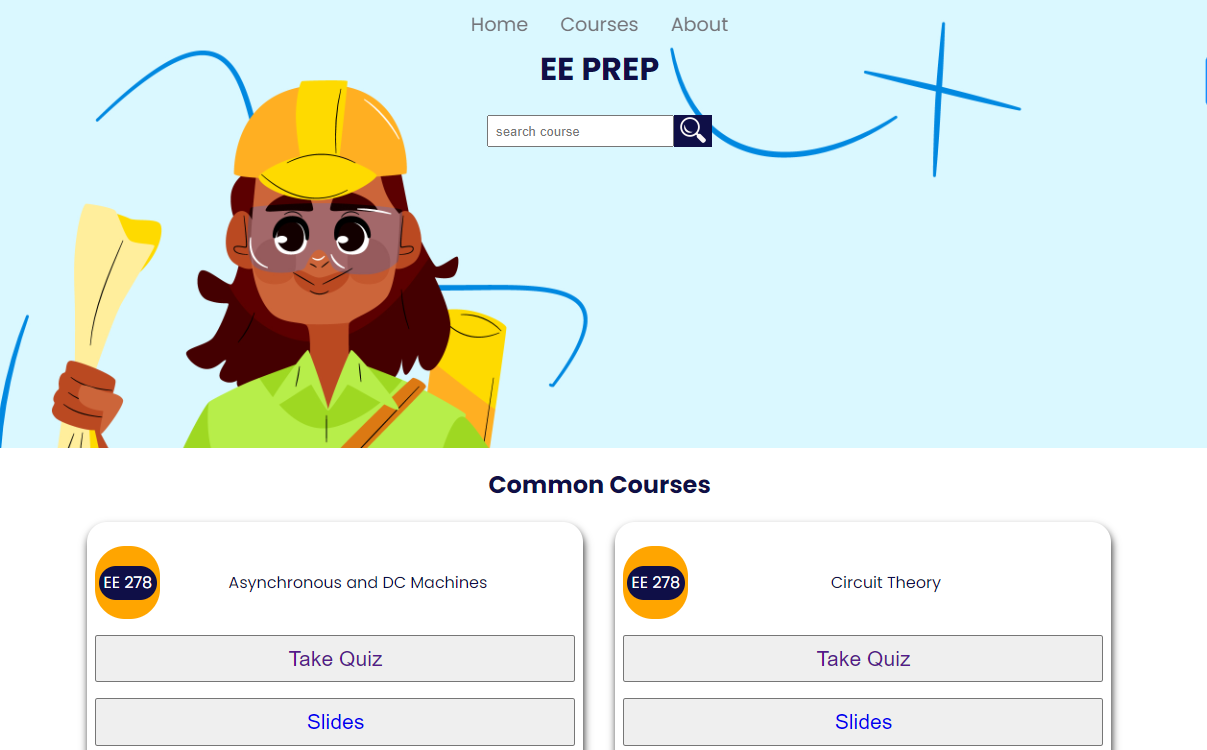 Home Courses About
EE PREP
search course
Common Courses
EE 278 Asynchronous and DC Machines
Take Quiz
Slides
EE 278 Circuit Theory
Take Quiz
Slides